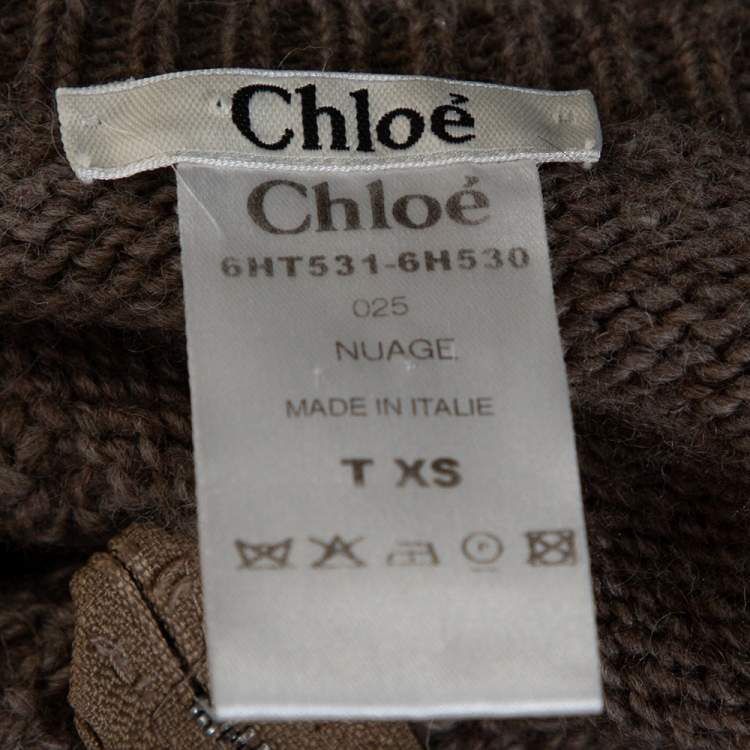 Chloé
Chloé
6HT531-6H530
025
NUAGE
MADE IN ITALIE
T XS
P